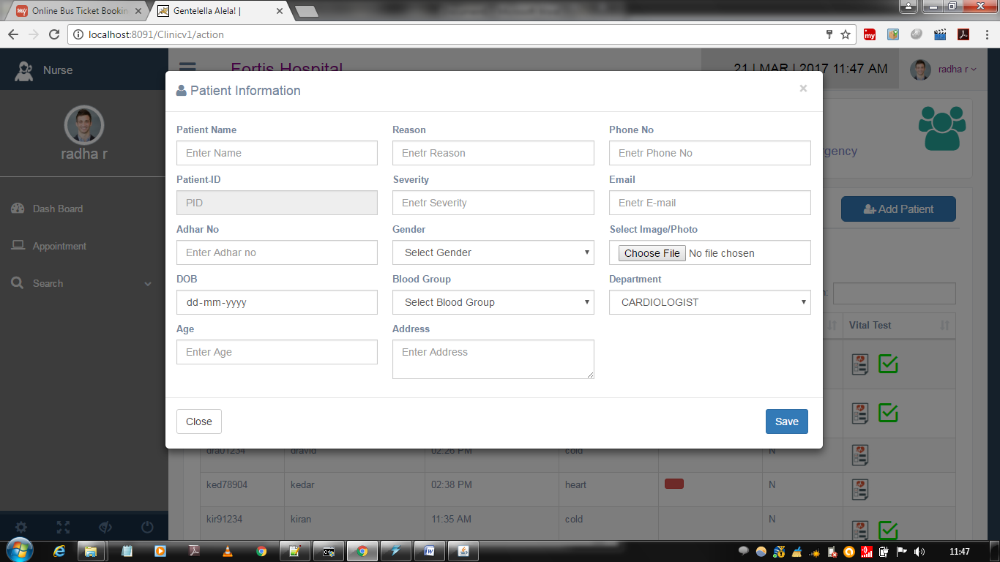 Online Bus Ticket Bookin
Gentelella Alela! |
localhost:8091/Clinicv1/action
Nurse
Fortis Hospital
21 | MAR | 2017 11:47 AM
radha r
radha r
Dash Board
Appointment
Search
Patient Information
×
Patient Name
Reason
Phone No
Enter Name
Enetr Reason
Enetr Phone No
Patient-ID
Severity
Email
PID
Enetr Severity
Enetr E-mail
Adhar No
Gender
Select Image/Photo
Enter Adhar no
Select Gender
Choose File No file chosen
DOB
Blood Group
Department
dd-mm-yyyy
Select Blood Group
CARDIOLOGIST
Age
Address
Enter Age
Enter Address
Close
Save
rgency
Add Patient
Vital Test
dra01234 dravid 02:26 PM cold
ked78904 kedar 02:38 PM heart N
kir91234 kiran 11:35 AM cold N
11:47